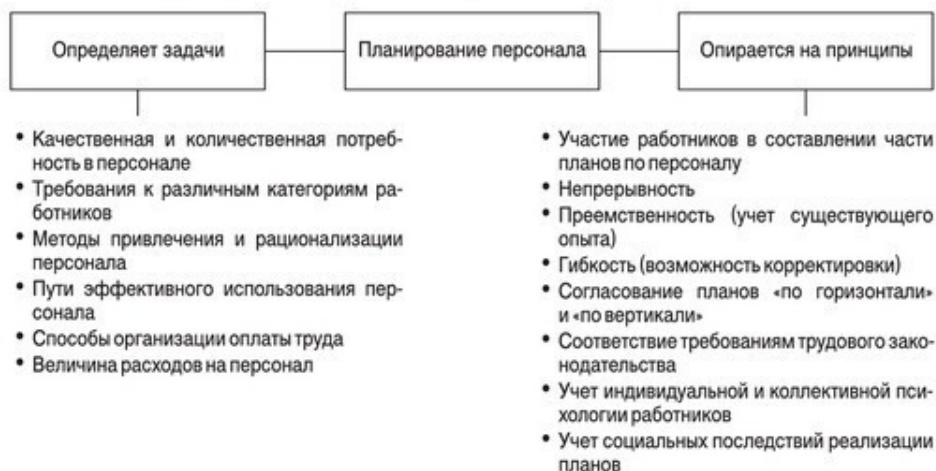 Определяет задачи
Планирование персонала
Опирается на принципы
• Качественная и количественная потреб-
ность в персонале
• Требования к различным категориям ра-
ботников
• Методы привлечения и рационализации
персонала
• Пути эффективного использования пер-
сонала
• Способы организации оплаты труда
• Величина расходов на персонал
• Участие работников в составлении части
планов по персоналу
• Непрерывность
• Преемственность (учет существующего
опыта)
• Гибкость (возможность корректировки)
• Согласование планов «по горизонтали»
и «по вертикали»
• Соответствие требованиям трудового зако-
нодательства
• Учет индивидуальной и коллективной пси-
хологии работников
• Учет социальных последствий реализации
планов